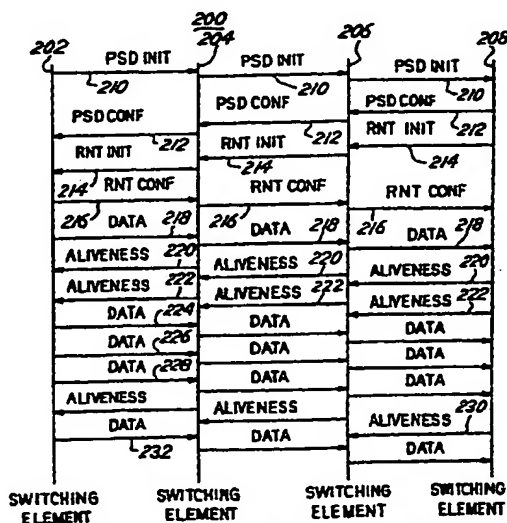 202 200 204 206 208
PSD INIT PSD INIT PSD INIT
210 210 210
PSD CONF PSD CONF PSD CONF
212 212 212
RNT INIT RNT INIT RNT INIT
214 214 214
RNT CONF RNT CONF RNT CONF
216 216 216
DATA 218 DATA 218 DATA 218
ALIVENESS 220 ALIVENESS 220 ALIVENESS 220
ALIVENESS 222 ALIVENESS 222 ALIVENESS 222
DATA 224 DATA DATA
DATA 226 DATA DATA
DATA 228 DATA DATA
ALIVENESS ALIVENESS ALIVENESS 230
DATA DATA DATA
232
SWITCHING ELEMENT
SWITCHING ELEMENT
SWITCHING ELEMENT
SWITCHING ELEMENT